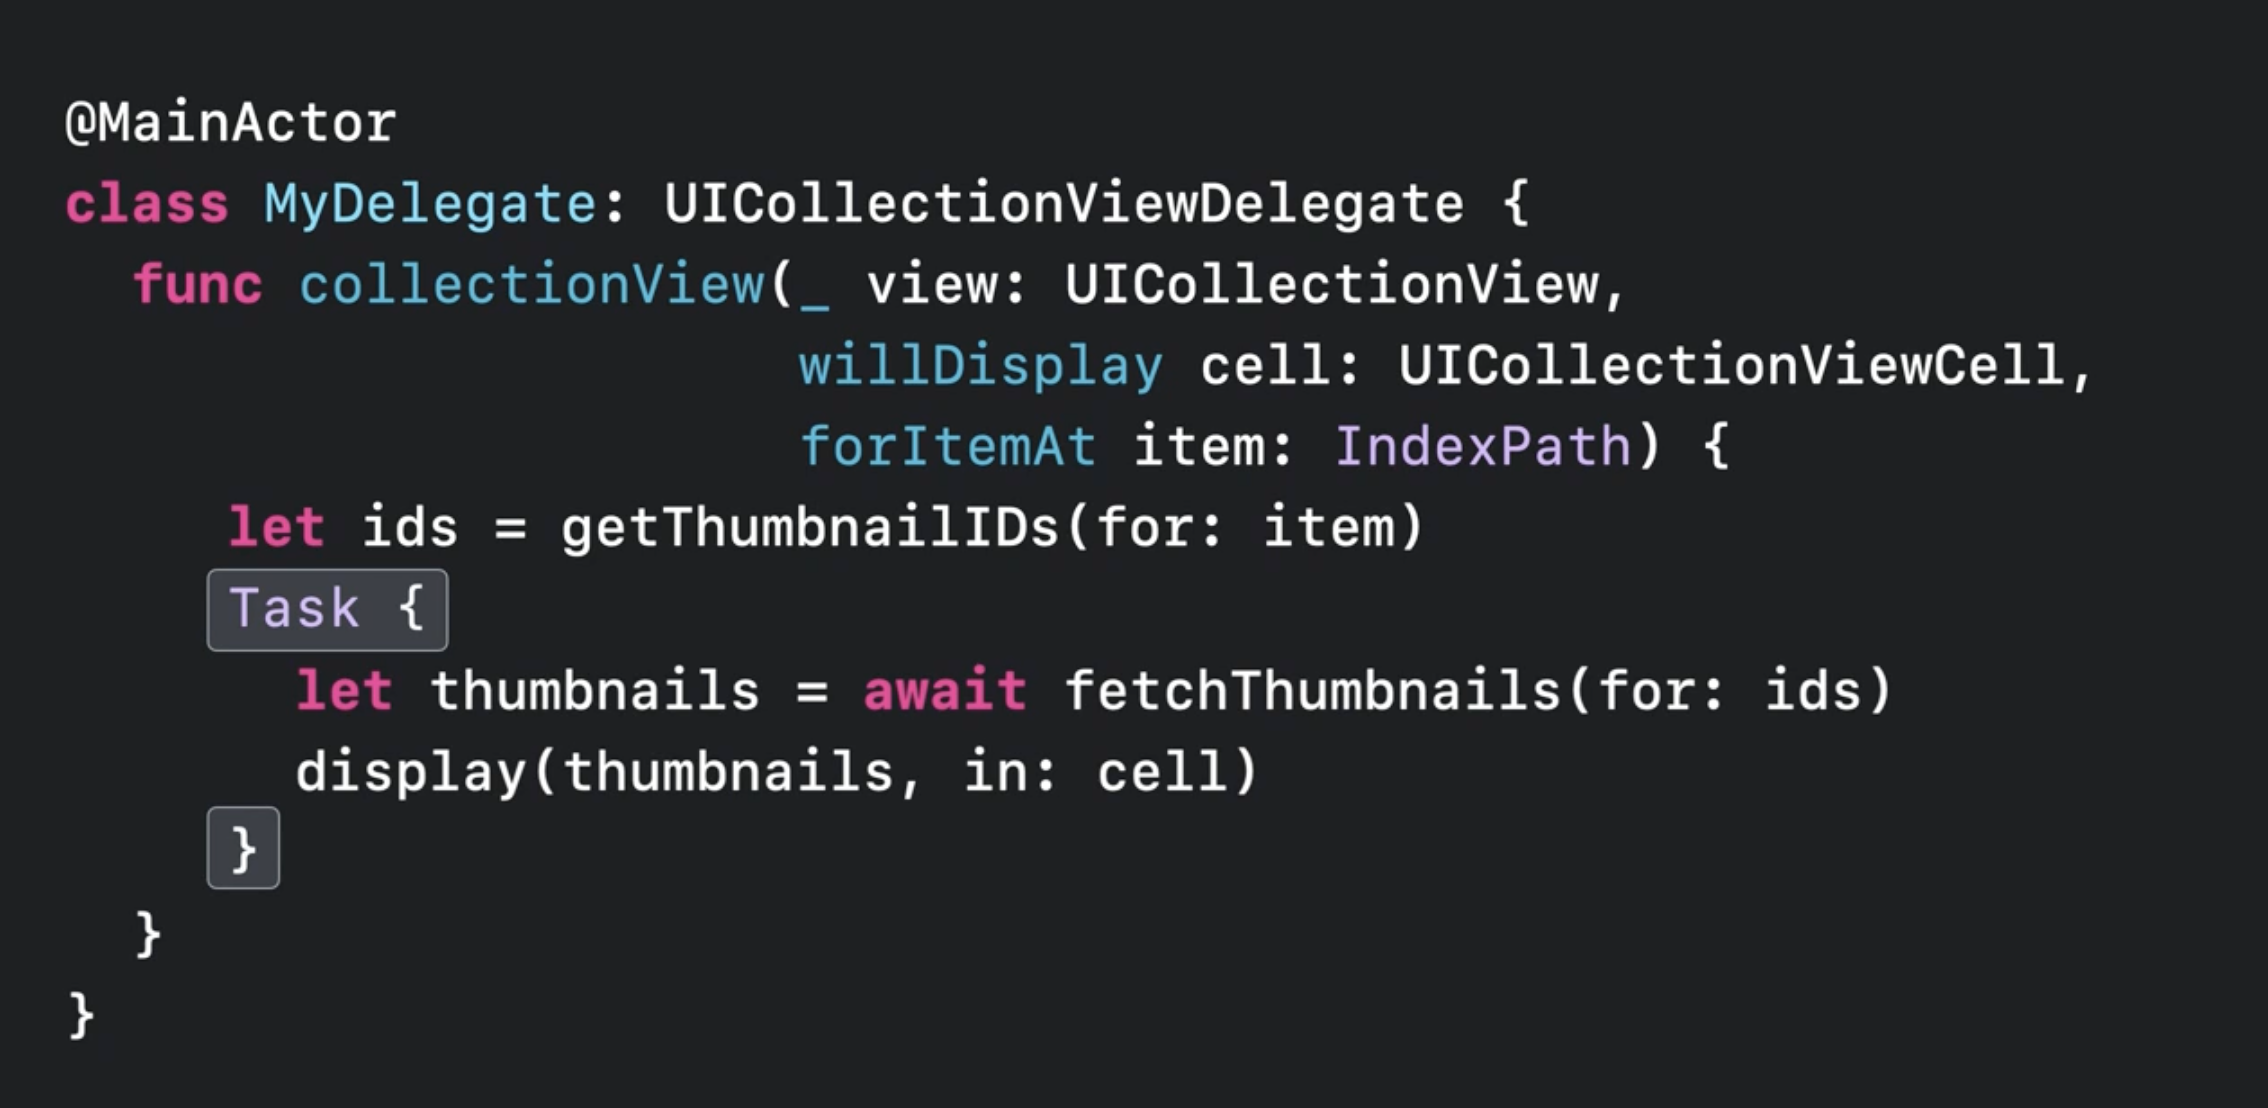 @MainActor
class MyDelegate: UICollectionViewDelegate {
func collectionView(_ view: UICollectionView,
willDisplay cell: UICollectionViewCell,
forItemAt item: IndexPath) {
let ids = getThumbnailIDs(for: item)
Task {
let thumbnails = await fetchThumbnails(for: ids)
display(thumbnails, in: cell)
}
}
}